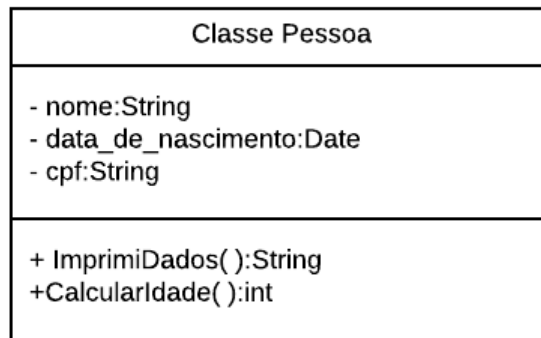 Classe Pessoa
- nome:String
- data_de_nascimento:Date
- cpf:String
+ ImprimiDados( ):String
+CalcularIdade( ):int